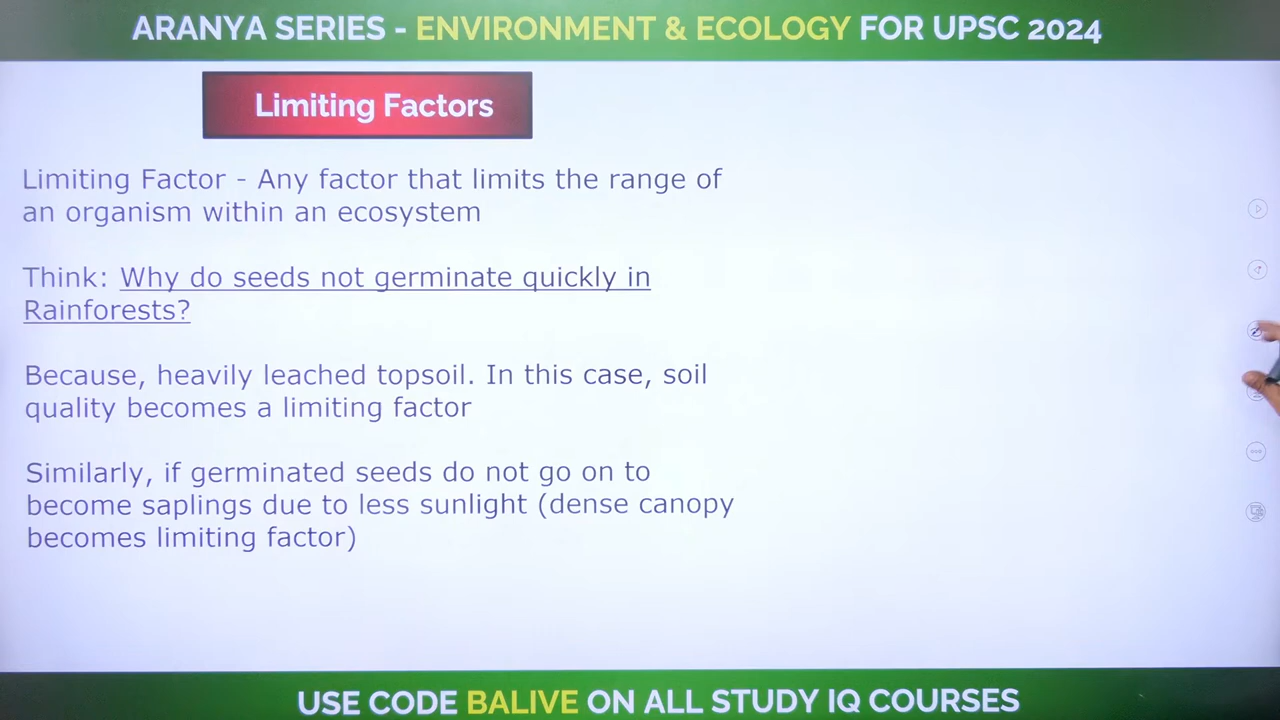 ARANYA SERIES - ENVIRONMENT & ECOLOGY FOR UPSC 2024
Limiting Factors
Limiting Factor - Any factor that limits the range of
an organism within an ecosystem
Think: Why do seeds not germinate quickly in
Rainforests?
Because, heavily leached topsoil. In this case, soil
quality becomes a limiting factor
Similarly, if germinated seeds do not go on to
become saplings due to less sunlight (dense canopy
becomes limiting factor)
USE CODE BALIVE ON ALL STUDY IQ COURSES